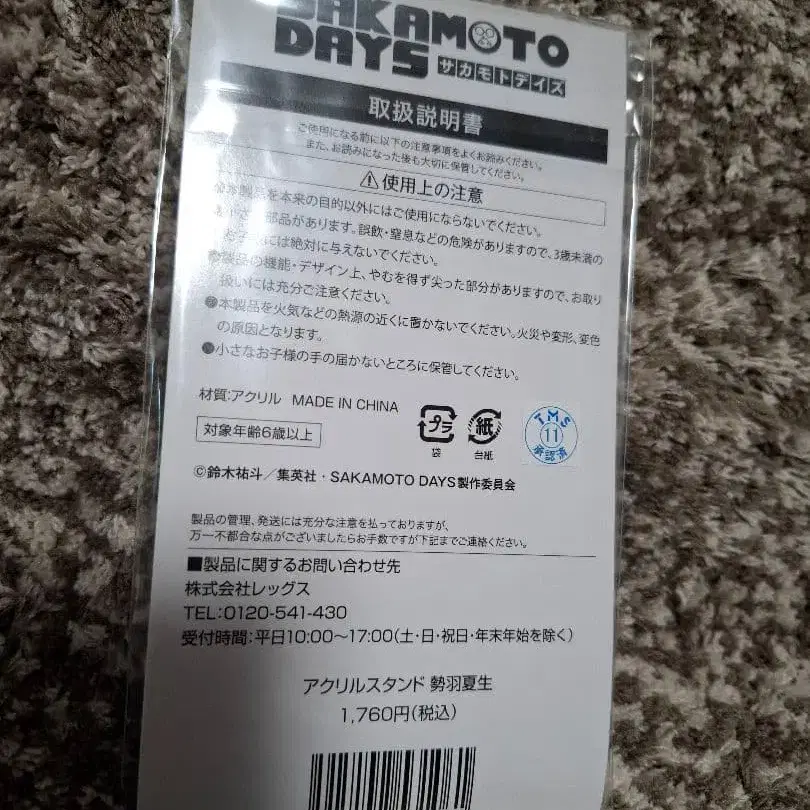 SAKAMOTO
DAYS サカモトデイズ
取扱説明書
ご使用になる前に以下の注意事項をよくお読みください。
また、お読みになった後も大切に保管してください。
使用上の注意
本製品を本来の目的以外にはご使用にならないでください。
部品があります。誤飲・窒息などの危険がありますので、3歳未満の
には絶対に与えないでください。
製品の機能・デザイン上、やむを得ず尖った部分がありますので、お取り
扱いには充分ご注意ください。
●本製品を火気などの熱源の近くに置かないでください。火災や変形、変色
の原因となります。
●小さなお子様の手の届かないところに保管してください。
材質:アクリル MADE IN CHINA
対象年齢6歳以上
プラ
袋
紙
台紙
TMS
11
承認済
©鈴木祐斗/集英社・SAKAMOTO DAYS製作委員会
製品の管理、発送には充分な注意を払っておりますが、
万一不都合な点がございましたらお手数ですが下記までご連絡ください。
■製品に関するお問い合わせ先
株式会社レッグス
TEL:0120-541-430
受付時間:平日10:00～17:00(土・日・祝日・年末年始を除く)
アクリルスタンド 勢羽夏生
1,760円(税込)